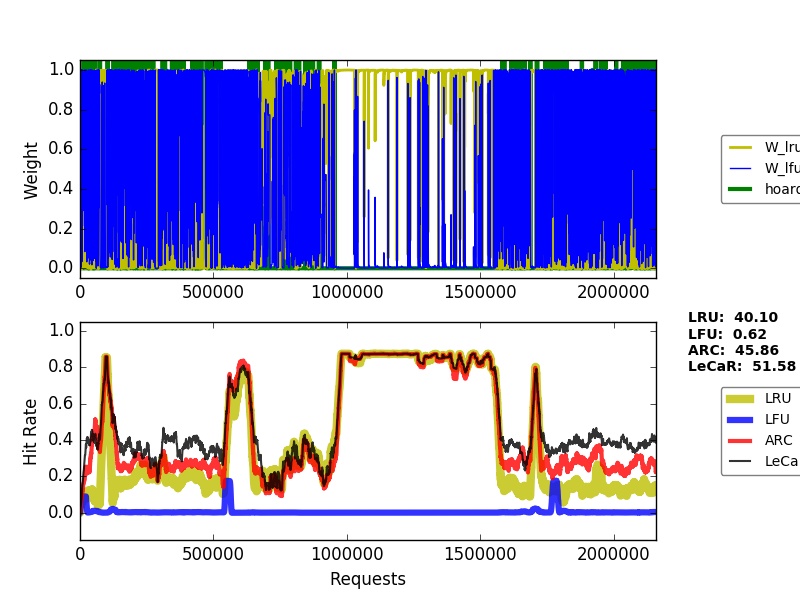 1.0
0.8
0.6
0.4
0.2
0.0
Weight
0
500000
1000000
1500000
2000000
W_lru
W_lfu
hoard
1.0
0.8
0.6
0.4
0.2
0.0
Hit Rate
0
500000
1000000
1500000
2000000
Requests
LRU: 40.10
LFU: 0.62
ARC: 45.86
LeCaR: 51.58
LRU
LFU
ARC
LeCa